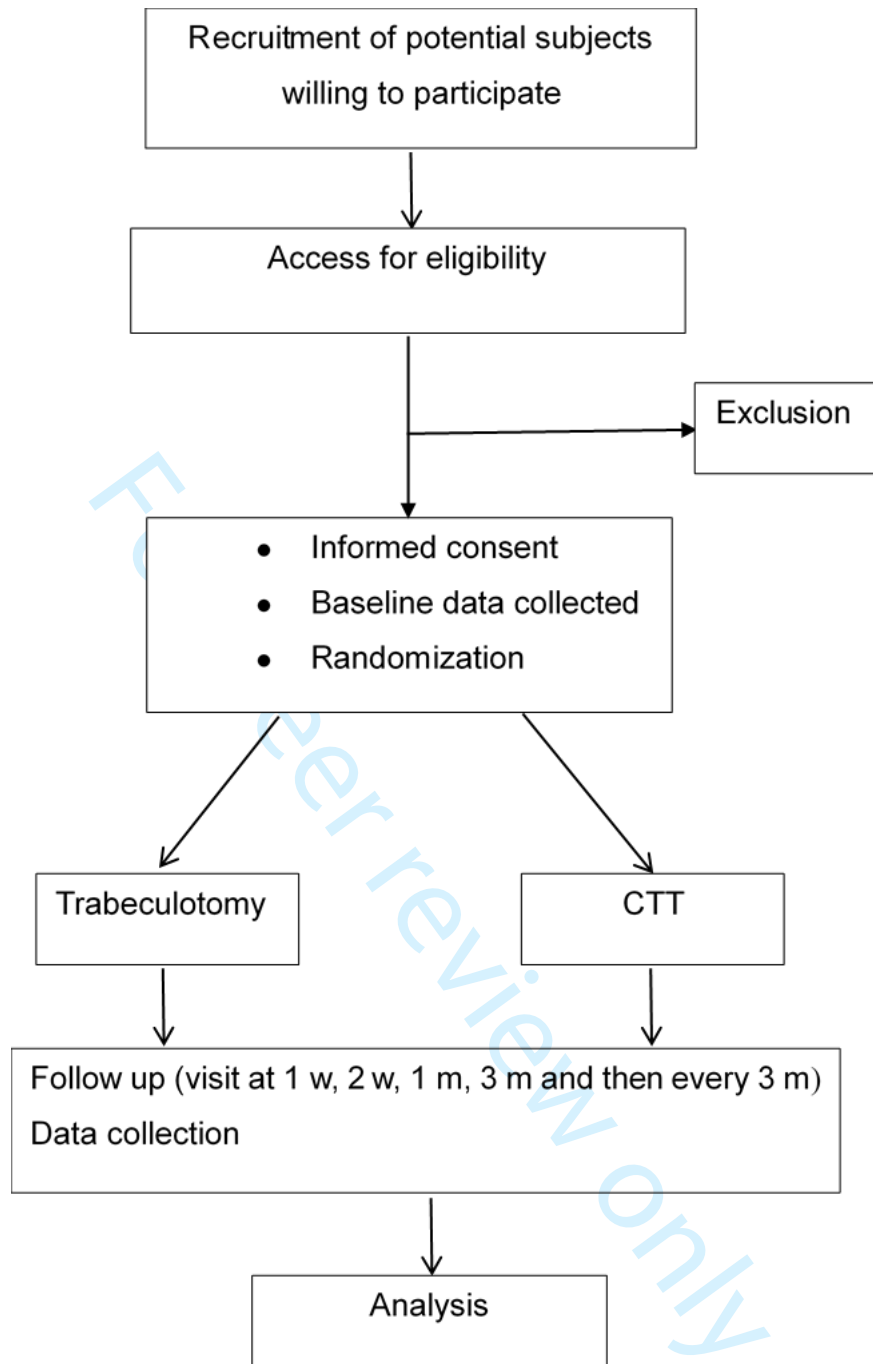 Recruitment of potential subjects
willing to participate
Access for eligibility
Exclusion
● Informed consent
● Baseline data collected
● Randomization
Trabeculotomy
CTT
Follow up (visit at 1 w, 2 w, 1 m, 3 m and then every 3 m)
Data collection
Analysis
For peer review only